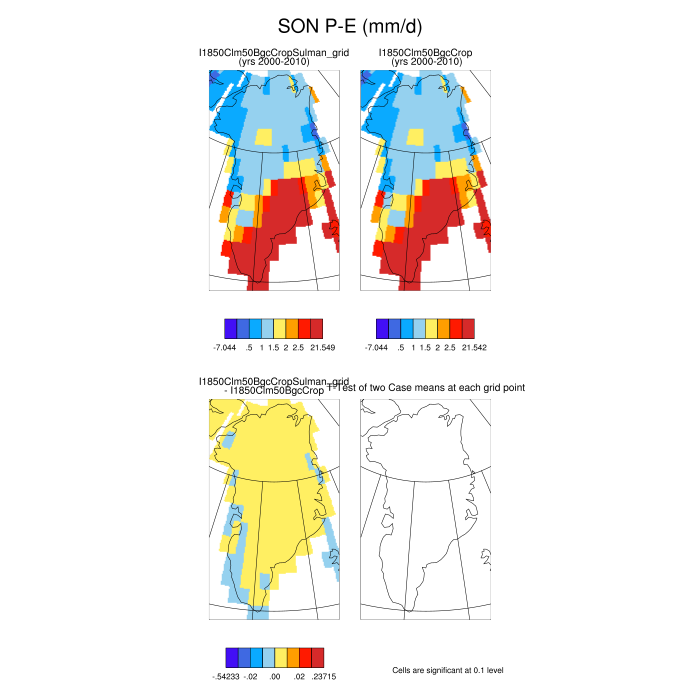 SON P-E (mm/d)
I1850Clm50BgcCropSulman_grid
(yrs 2000-2010)
I1850Clm50BgcCrop
(yrs 2000-2010)
-7.044 .5 1 1.5 2 2.5 21.549
-7.044 .5 1 1.5 2 2.5 21.542
I1850Clm50BgcCropSulman_grid
- I1850Clm50BgcCrop
T-Test of two Case means at each grid point
-.54233 -.02 .00 .02 .23715
Cells are significant at 0.1 level